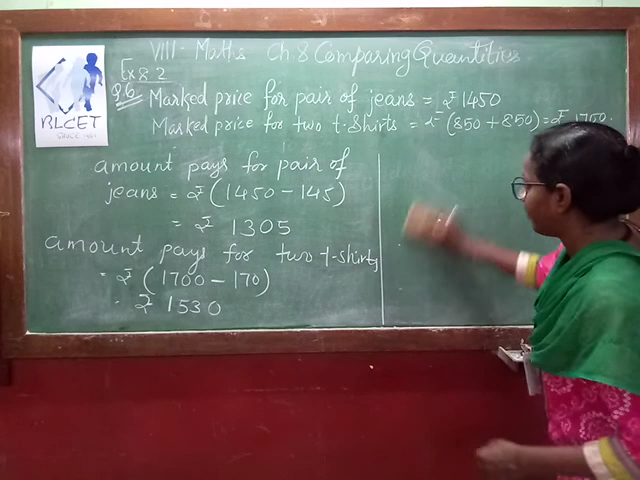 VIII - Maths Ch 8 Comparing Quantities
Ex 8.2
Q.6 Marked price for pair of jeans = ₹ 1450
Marked price for two t-shirts = ₹ (850 + 850) = ₹ 1700.
BLCET
amount pays for pair of
jeans = ₹ (1450 - 145)
= ₹ 1305
amount pays for two t-shirts
= ₹ (1700 - 170)
₹ 1530